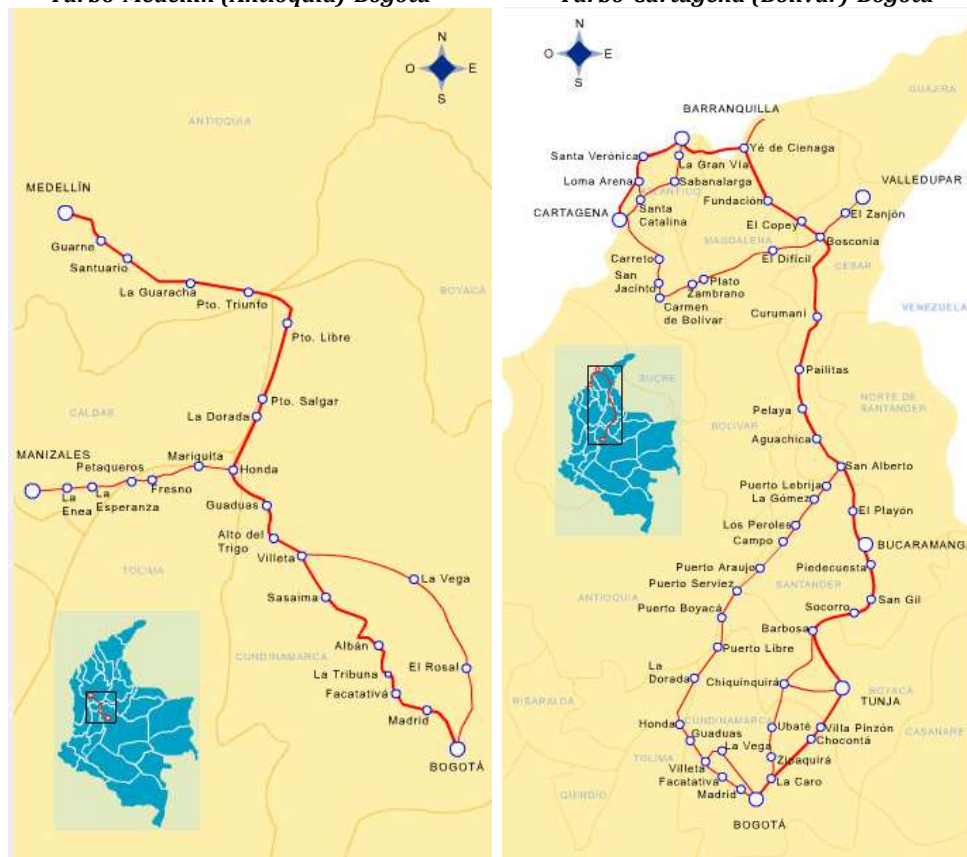 Turbo-Medellín (Antioquia)-Bogotá
N
O E
S
ANTIOQUIA
MEDELLÍN
Guarne
Santuario
La Guaracha
Pto. Triunfo
BOYACÁ
Pto. Libre
CALDAS
Pto. Salgar
La Dorada
MANIZALES
Petaqueros
Mariquita
Honda
La Enea
La Esperanza
Fresno
Guaduas
Alto del Trigo
Villeta
TOLIMA
La Vega
Sasaima
Albán
CUNDINAMARCA
El Rosal
La Tribuna
Facatativá
Madrid
BOGOTÁ
Turbo-Cartagena (Bolívar)-Bogotá
N
O E
S
GUAJIRA
BARRANQUILLA
Yé de Cienaga
Santa Verónica
La Gran Vía
VALLEDUPAR
Loma Arena
Sabanalarga
ATLÁNTICO
CARTAGENA
Santa Catalina
Fundación
El Zanjón
El Copey
MAGDALENA
Bosconia
Carreto
El Difícil
CESAR
San Jacinto
Plato
Zambrano
Carmen de Bolívar
Curumaní
VENEZUELA
SUCRE
Pailitas
NORTE DE SANTANDER
Pelaya
BOLÍVAR
Aguachica
San Alberto
Puerto Lebrija
La Gómez
El Playón
Los Peroles
Campo
BUCARAMANGA
Puerto Araujo
Piedecuesta
Puerto Serviez
SANTANDER
ANTIOQUIA
San Gil
Puerto Boyacá
Socorro
Barbosa
Puerto Libre
La Dorada
Chiquinquirá
BOYACÁ
TUNJA
RISARALDA
Honda
CUNDINAMARCA
Ubaté
Villa Pinzón
CASANARE
Guaduas
La Vega
Chocontá
TOLIMA
Villeta
Zipaquirá
Facatativa
La Caro
QUINDÍO
Madrid
BOGOTÁ